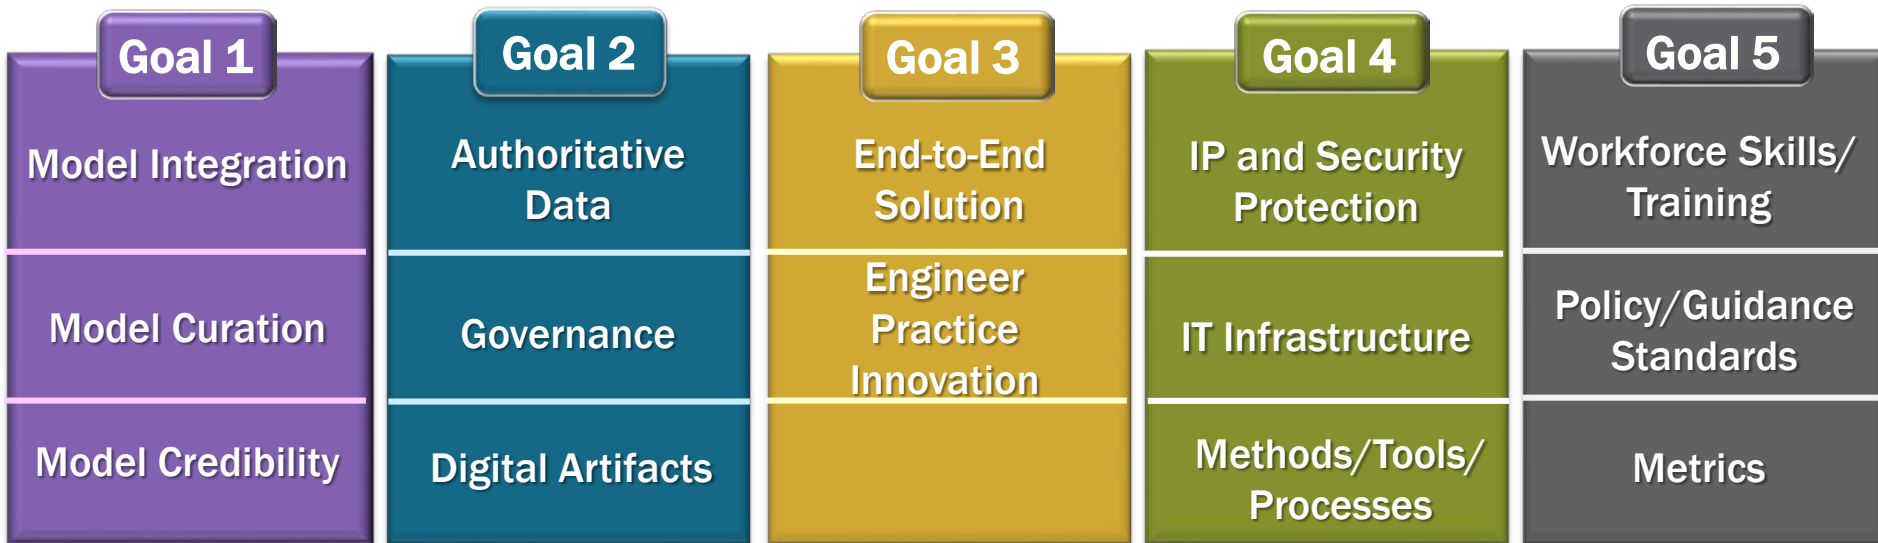 Goal 1
Model Integration
Model Curation
Model Credibility
Goal 2
Authoritative
Data
Governance
Digital Artifacts
Goal 3
End-to-End
Solution
Engineer
Practice
Innovation
Goal 4
IP and Security
Protection
IT Infrastructure
Methods/Tools/
Processes
Goal 5
Workforce Skills/
Training
Policy/Guidance
Standards
Metrics